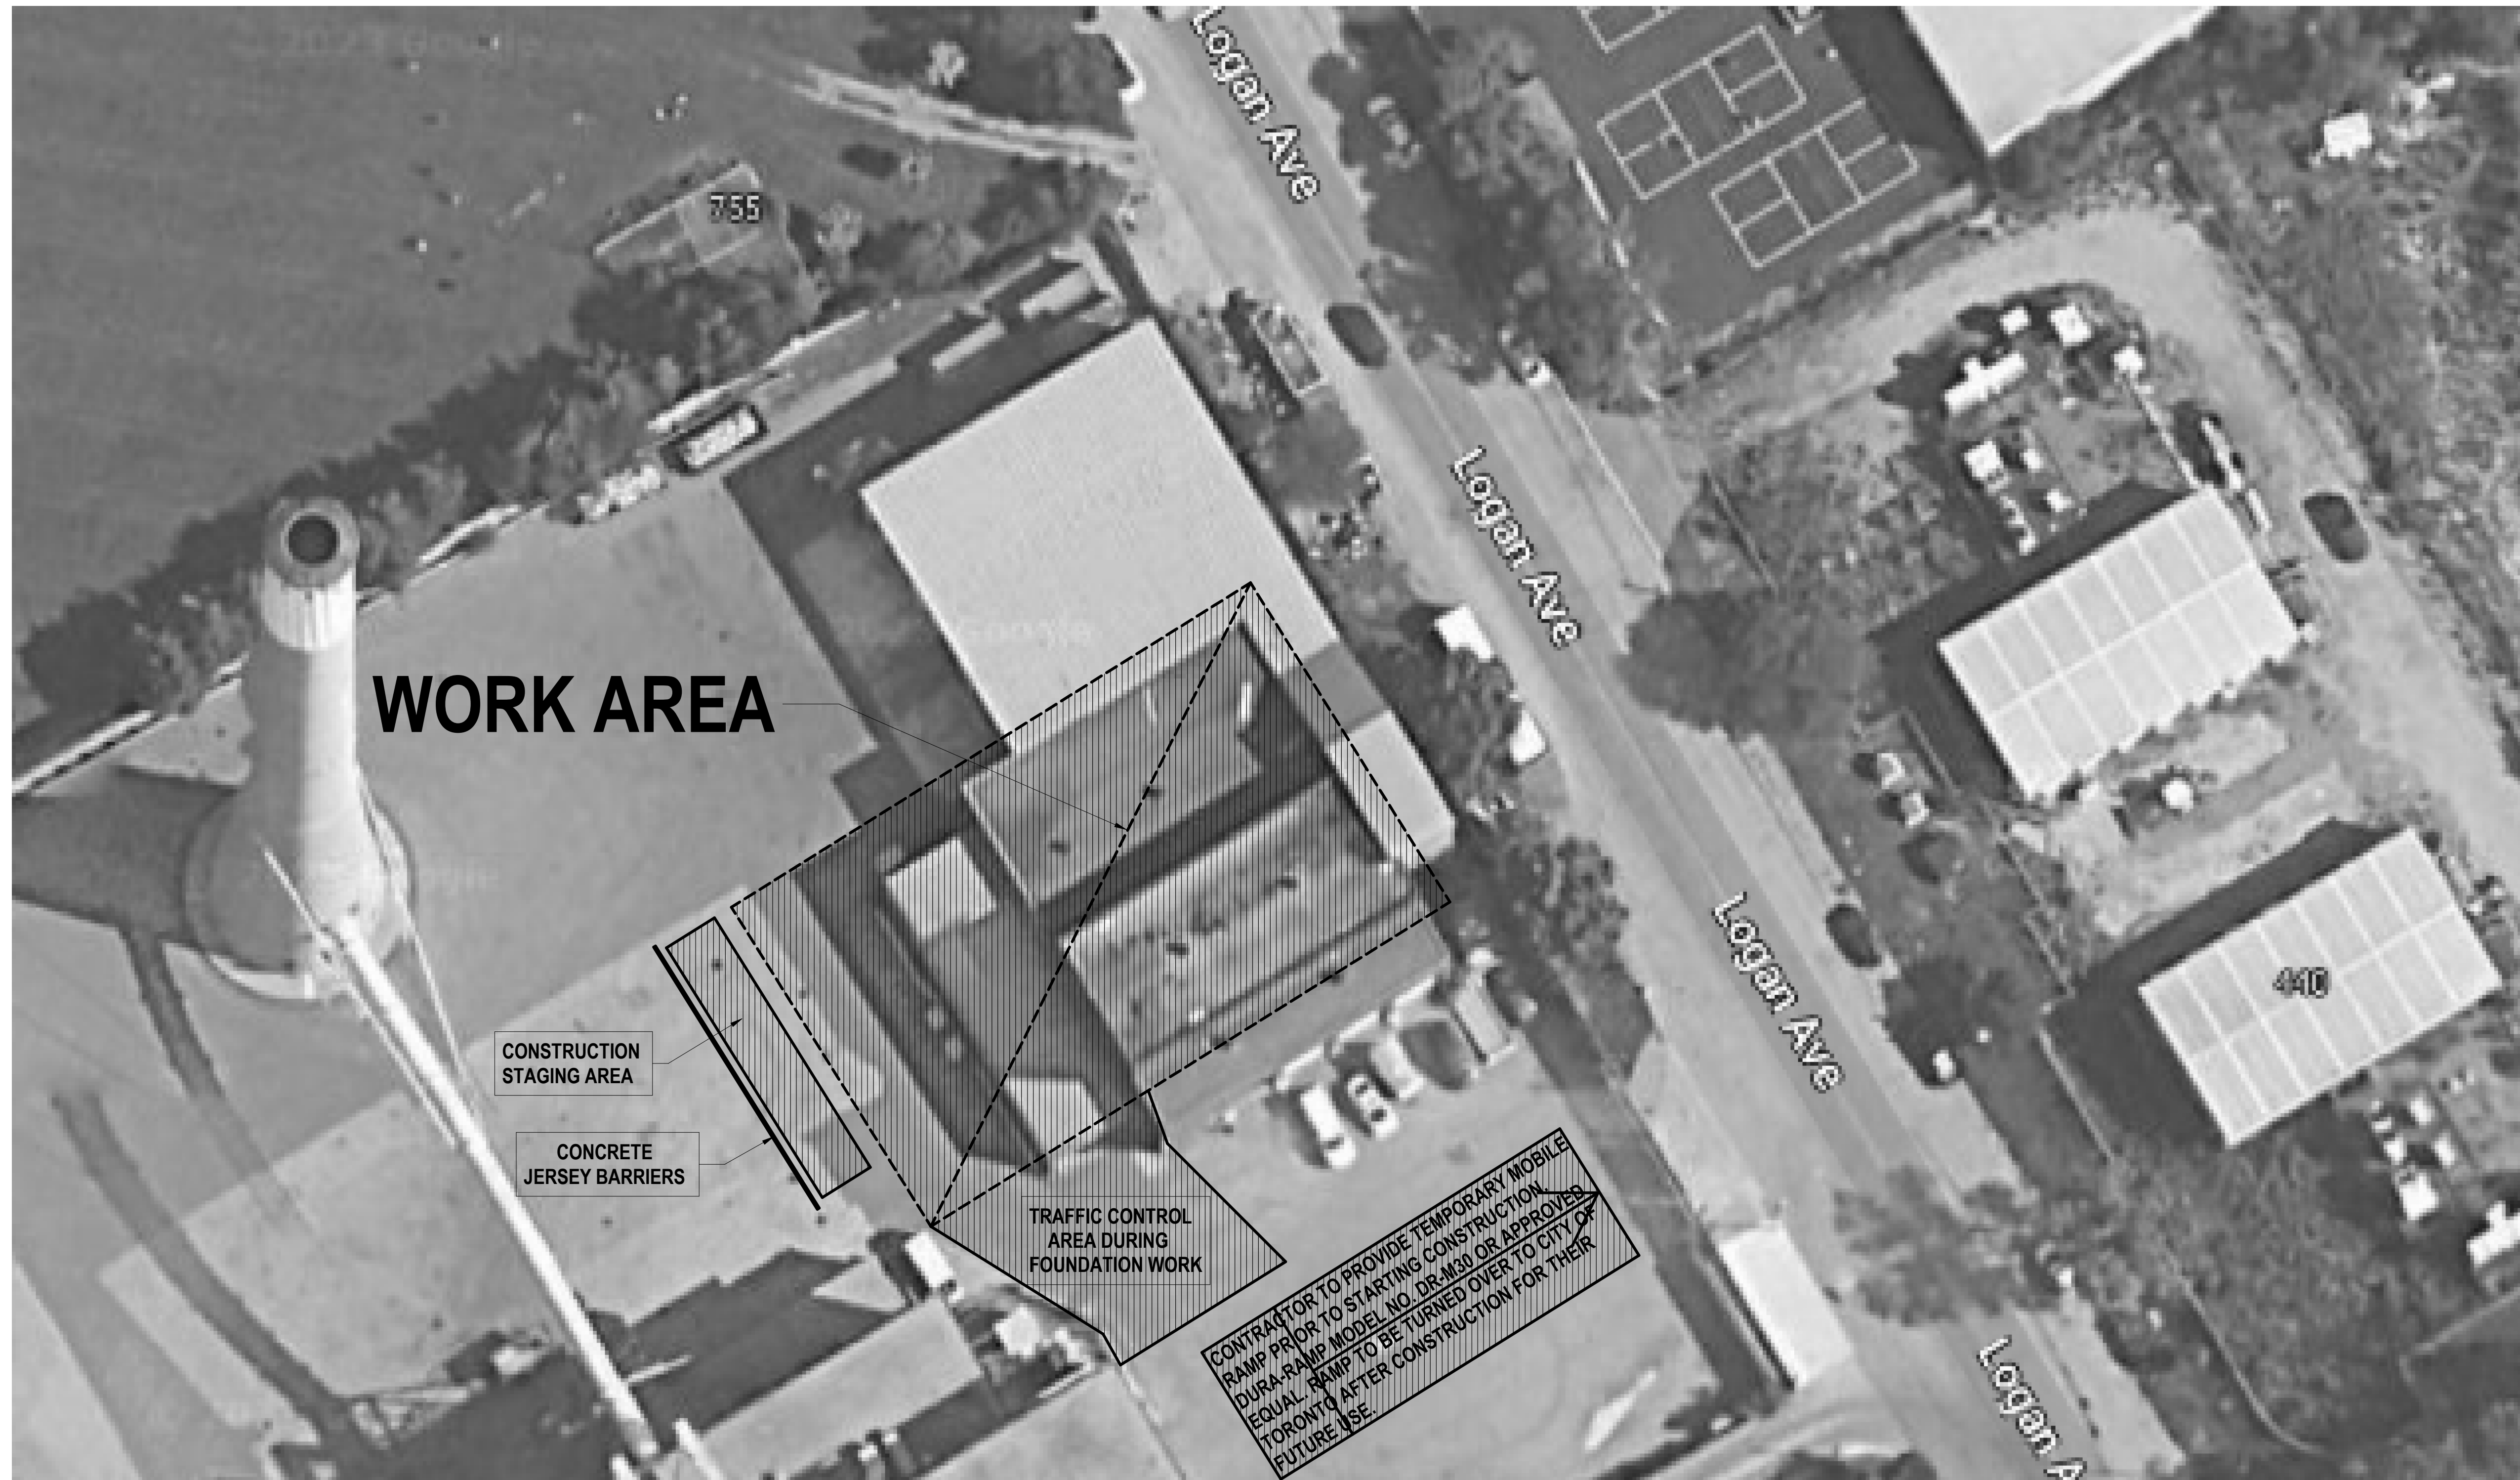 Logan Ave
755
Logan Ave
WORK AREA
Logan Ave
440
CONSTRUCTION
STAGING AREA
CONCRETE
JERSEY BARRIERS
TRAFFIC CONTROL
AREA DURING
FOUNDATION WORK
CONTRACTOR TO PROVIDE TEMPORARY MOBILE
RAMP PRIOR TO STARTING CONSTRUCTION.
DURA-RAMP MODEL NO. DR-M30 OR APPROVED
EQUAL. RAMP TO BE TURNED OVER TO CITY OF
TORONTO AFTER CONSTRUCTION FOR THEIR
FUTURE USE.
Logan A